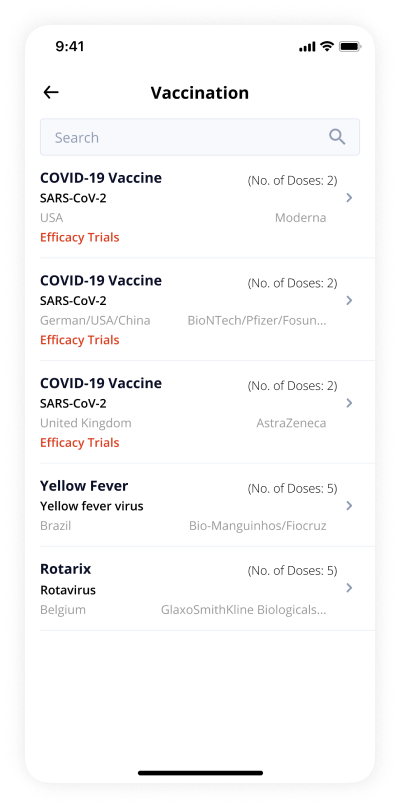 9:41
Vaccination
Search
COVID-19 Vaccine (No. of Doses: 2)
SARS-CoV-2
USA Moderna
Efficacy Trials
COVID-19 Vaccine (No. of Doses: 2)
SARS-CoV-2
German/USA/China BioNTech/Pfizer/Fosun...
Efficacy Trials
COVID-19 Vaccine (No. of Doses: 2)
SARS-CoV-2
United Kingdom AstraZeneca
Efficacy Trials
Yellow Fever (No. of Doses: 5)
Yellow fever virus
Brazil Bio-Manguinhos/Fiocruz
Rotarix (No. of Doses: 5)
Rotavirus
Belgium GlaxoSmithKline Biologicals...